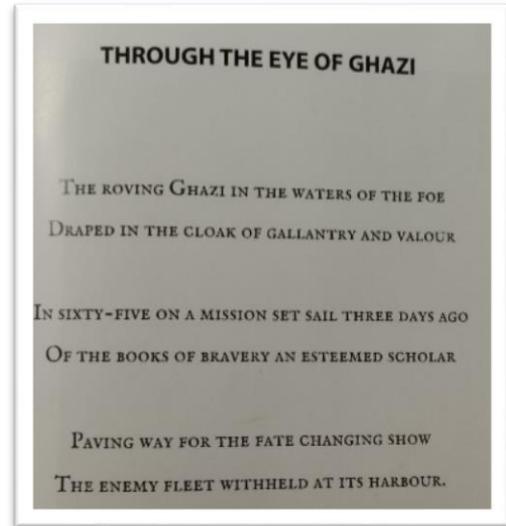 THROUGH THE EYE OF GHAZI
THE ROVING GHAZI IN THE WATERS OF THE FOE
DRAPED IN THE CLOAK OF GALLANTRY AND VALOUR
IN SIXTY-FIVE ON A MISSION SET SAIL THREE DAYS AGO
OF THE BOOKS OF BRAVERY AN ESTEEMED SCHOLAR
PAVING WAY FOR THE FATE CHANGING SHOW
THE ENEMY FLEET WITHHELD AT ITS HARBOUR.